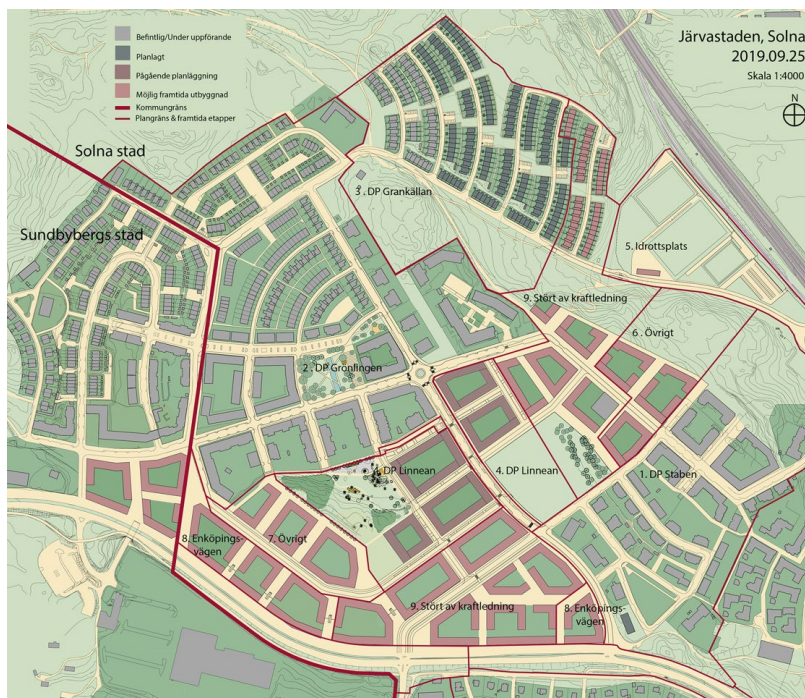 Befintlig/Under uppförande
Planlagt
Pågående planläggning
Möjlig framtida utbyggnad
Kommungräns
Plangräns & framtida etapper
Järvastaden, Solna
2019.09.25
Skala 1:4000
N
Solna stad
Sundbybergs stad
3. DP Grankällan
5. Idrottsplats
9. Stört av kraftledning
6. Övrigt
2. DP Grönlingen
DP Linnean
4. DP Linnean
1. DP Staben
8. Enköpings-
vägen
7. Övrigt
9. Stört av kraftledning
8. Enköpings-
vägen